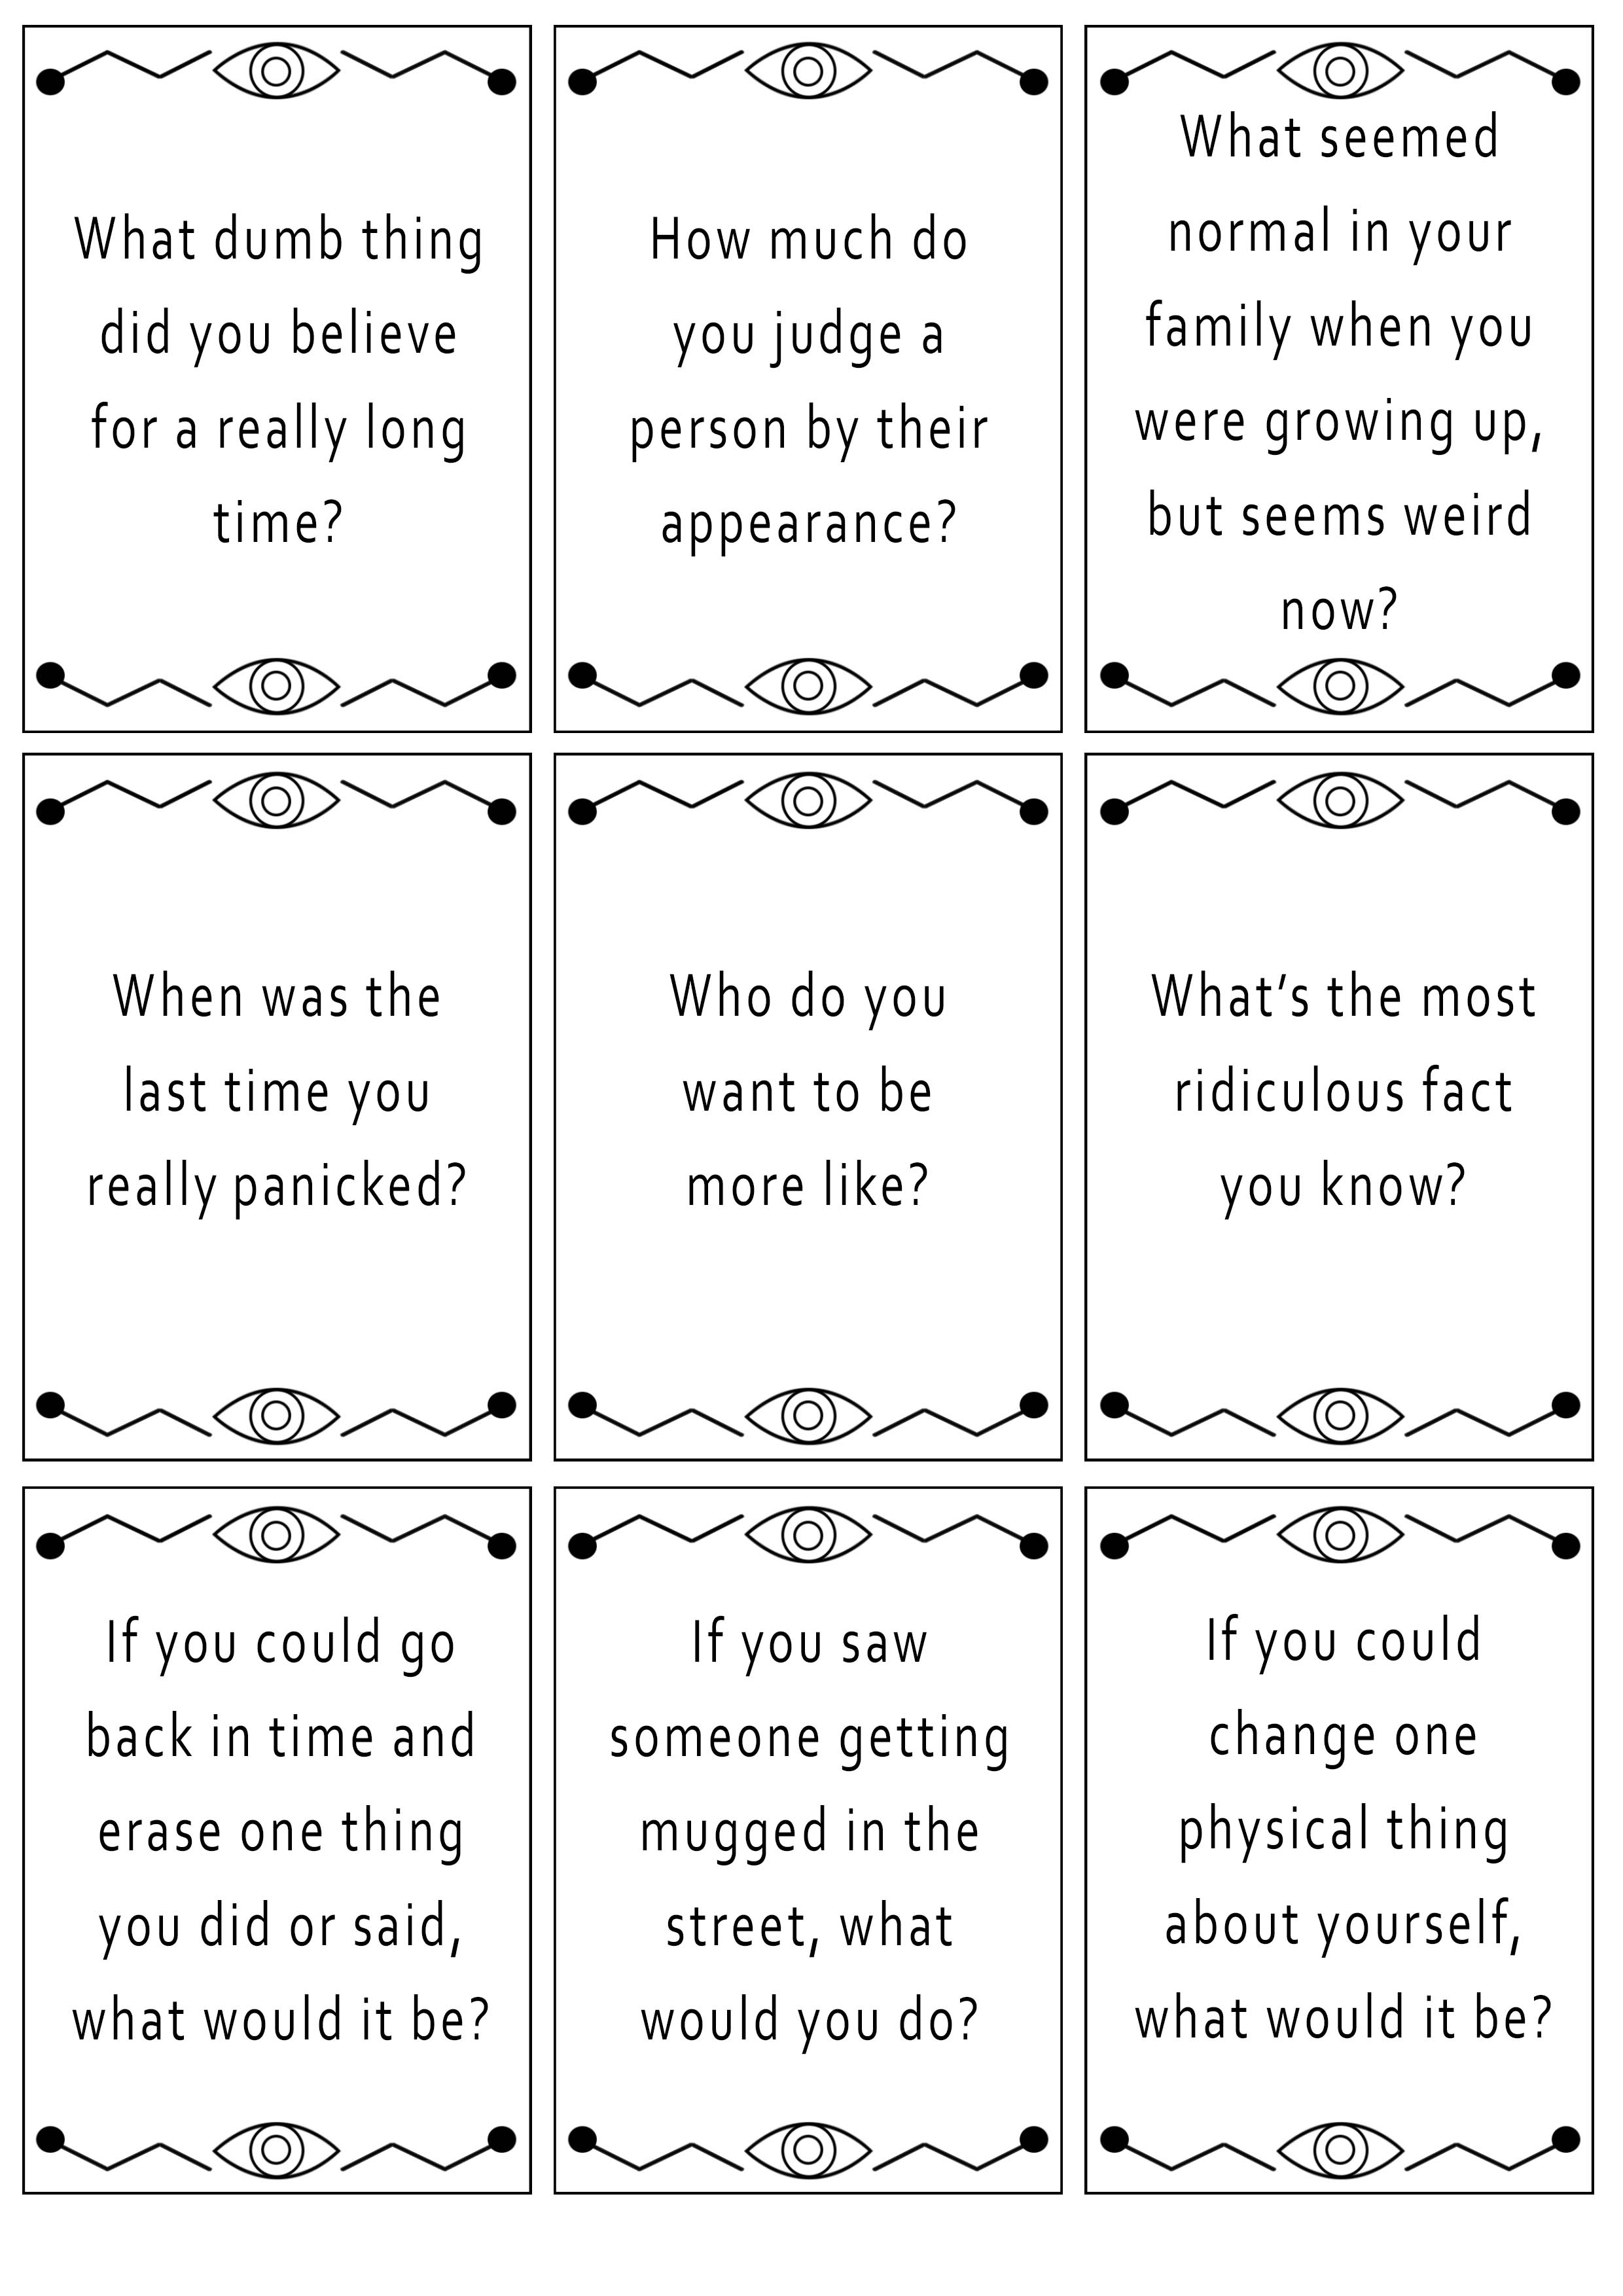 What dumb thing
did you believe
for a really long
time?
How much do
you judge a
person by their
appearance?
What seemed
normal in your
family when you
were growing up,
but seems weird
now?
When was the
last time you
really panicked?
Who do you
want to be
more like?
What's the most
ridiculous fact
you know?
If you could go
back in time and
erase one thing
you did or said,
what would it be?
If you saw
someone getting
mugged in the
street, what
would you do?
If you could
change one
physical thing
about yourself,
what would it be?